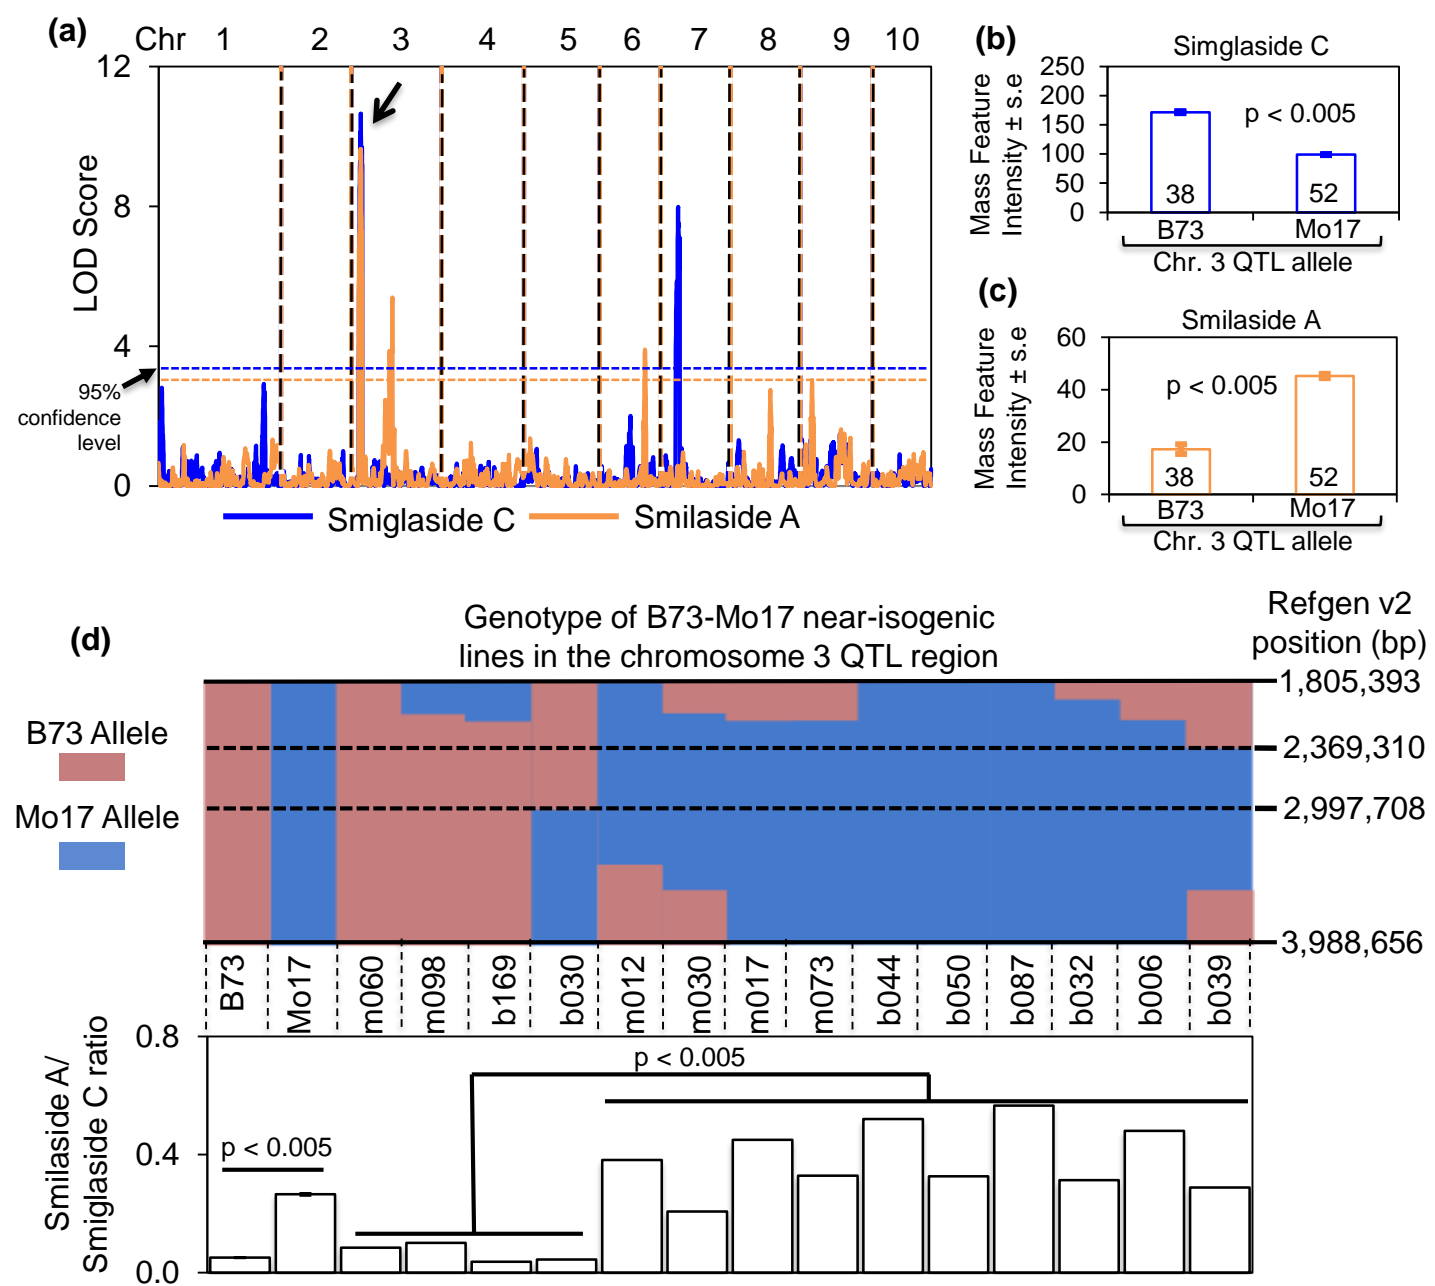 (a)
Chr 1 2 3 4 5 6 7 8 9 10
12
8
4
0
LOD Score
95%
confidence
level
Smiglaside C
Smilaside A
(b)
Simglaside C
250
200
150
100
50
0
Mass Feature
Intensity ± s.e
p < 0.005
38
52
B73
Mo17
Chr. 3 QTL allele
(c)
Smilaside A
60
40
20
0
Mass Feature
Intensity ± s.e
p < 0.005
38
52
B73
Mo17
Chr. 3 QTL allele
(d)
Genotype of B73-Mo17 near-isogenic
lines in the chromosome 3 QTL region
Refgen v2
position (bp)
1,805,393
2,369,310
2,997,708
3,988,656
B73 Allele
Mo17 Allele
B73
Mo17
m060
m098
b169
b030
m012
m030
m017
m073
b044
b050
b087
b032
b006
b039
0.8
0.4
0.0
Smilaside A/
Smiglaside C ratio
p < 0.005
p < 0.005